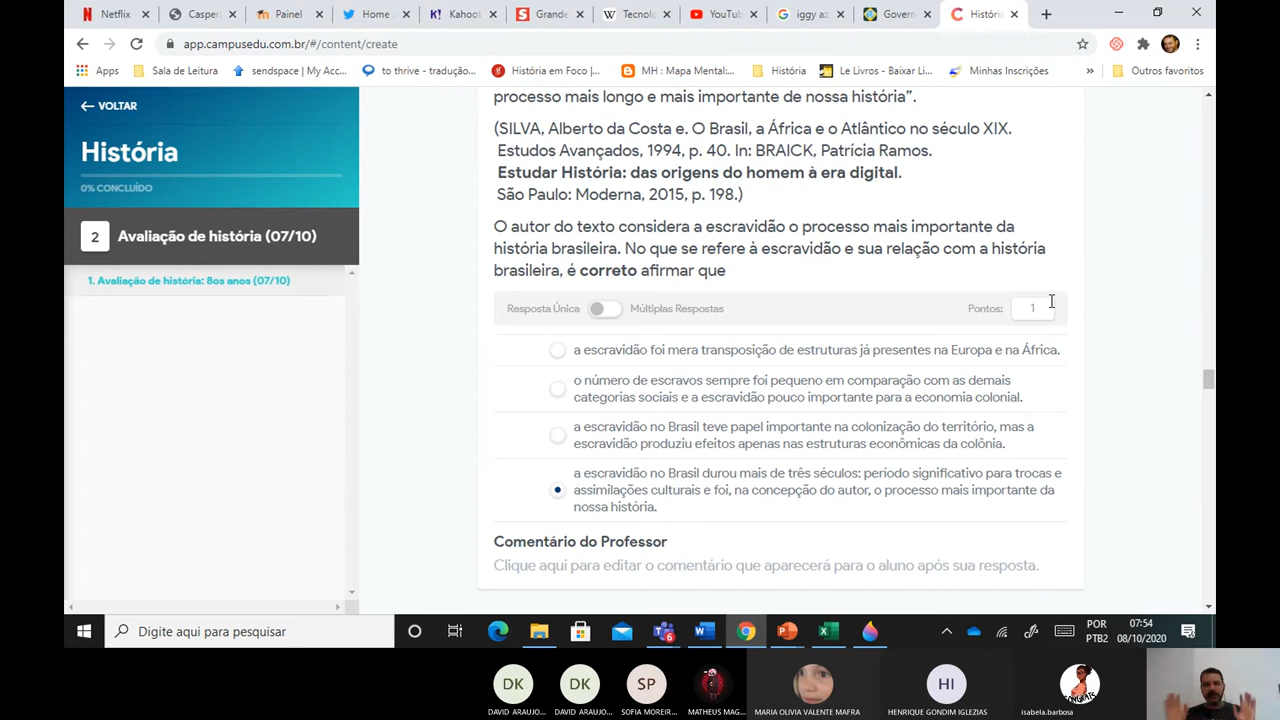 Netflix
Casper
Painel
Home /
Kahoot
Grande
Tecnolo
YouTub
iggy az
Govern
Históri
app.campusedu.com.br/#/content/create
Apps
Sala de Leitura
sendspace | My Acc...
to thrive - tradução...
História em Foco |...
MH : Mapa Mental:...
História
Le Livros - Baixar Li...
Minhas Inscrições
»
Outros favoritos
VOLTAR
História
0% CONCLUÍDO
2 Avaliação de história (07/10)
1. Avaliação de história: 8os anos (07/10)
processo mais longo e mais importante de nossa história”.
(SILVA, Alberto da Costa e. O Brasil, a África e o Atlântico no século XIX.
Estudos Avançados, 1994, p. 40. In: BRAICK, Patrícia Ramos.
Estudar História: das origens do homem à era digital.
São Paulo: Moderna, 2015, p. 198.)
O autor do texto considera a escravidão o processo mais importante da
história brasileira. No que se refere à escravidão e sua relação com a história
brasileira, é correto afirmar que
Resposta Única Múltiplas Respostas Pontos: 1
a escravidão foi mera transposição de estruturas já presentes na Europa e na África.
o número de escravos sempre foi pequeno em comparação com as demais
categorias sociais e a escravidão pouco importante para a economia colonial.
a escravidão no Brasil teve papel importante na colonização do território, mas a
escravidão produziu efeitos apenas nas estruturas econômicas da colônia.
a escravidão no Brasil durou mais de três séculos: período significativo para trocas e
assimilações culturais e foi, na concepção do autor, o processo mais importante da
nossa história.
Comentário do Professor
Clique aqui para editar o comentário que aparecerá para o aluno após sua resposta.
Digite aqui para pesquisar
6
POR
PTB2
07:54
08/10/2020
DK
DK
SP
HI
CONGRATS
DAVID ARAUJO...
DAVID ARAUJO...
SOFIA MOREIR...
MATHEUS MAG...
MARIA OLIVIA VALENTE MAFRA
HENRIQUE GONDIM IGLEZIAS
isabela.barbosa